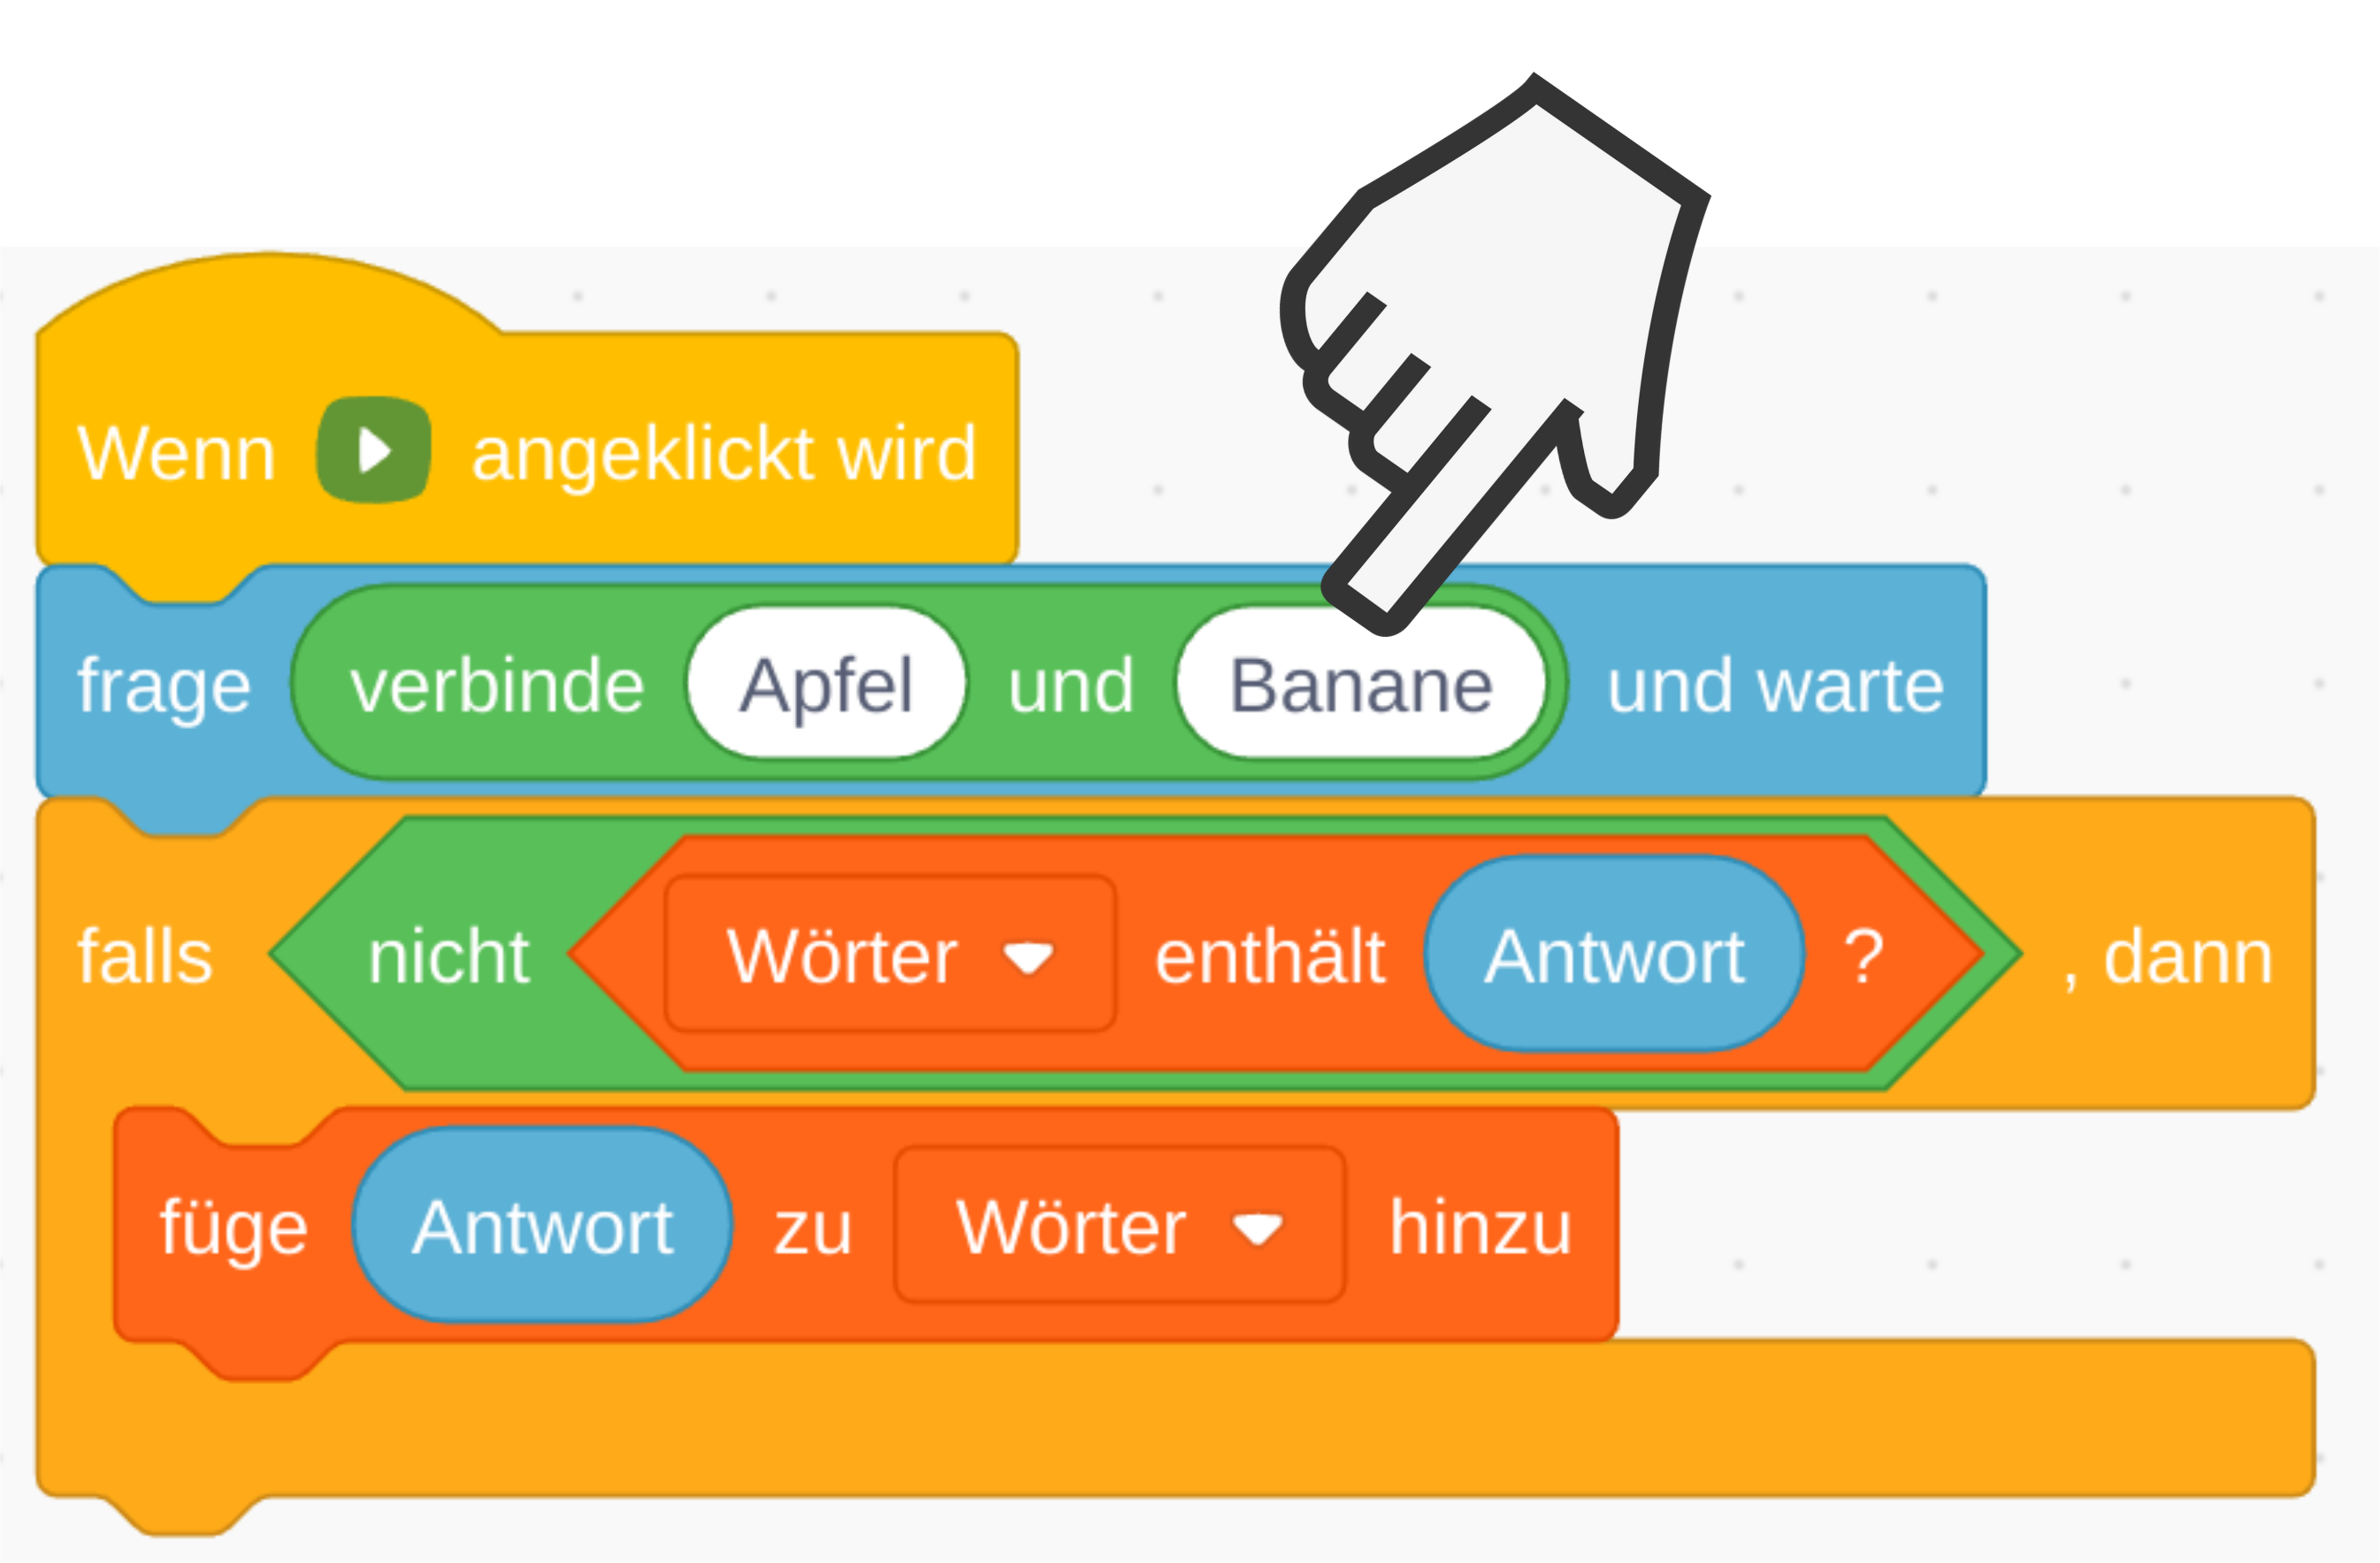 Wenn angeklickt wird
frage verbinde Apfel und Banane und warte
falls nicht Wörter enthält Antwort ? , dann
füge Antwort zu Wörter hinzu